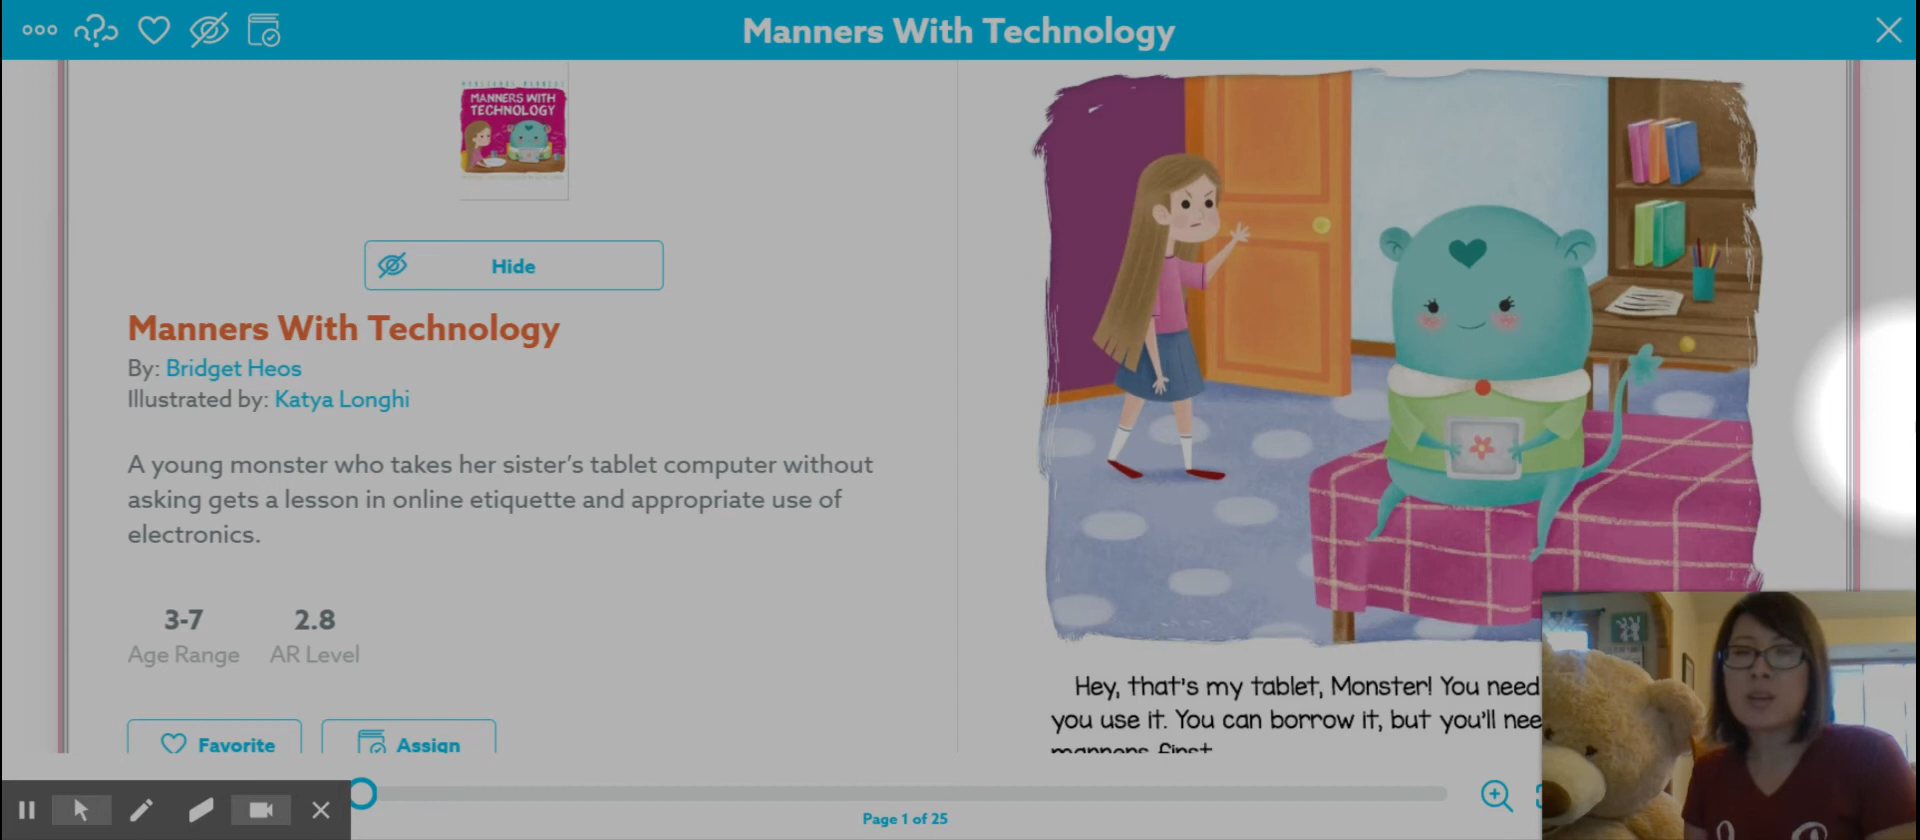 Manners With Technology
MANNERS WITH
TECHNOLOGY
Hide
Manners With Technology
By: Bridget Heos
Illustrated by: Katya Longhi
A young monster who takes her sister's tablet computer without
asking gets a lesson in online etiquette and appropriate use of
electronics.
3-7 2.8
Age Range AR Level
Favorite Assign
Hey, that's my tablet, Monster! You need
you use it. You can borrow it, but you'll nee
manners first
Page 1 of 25